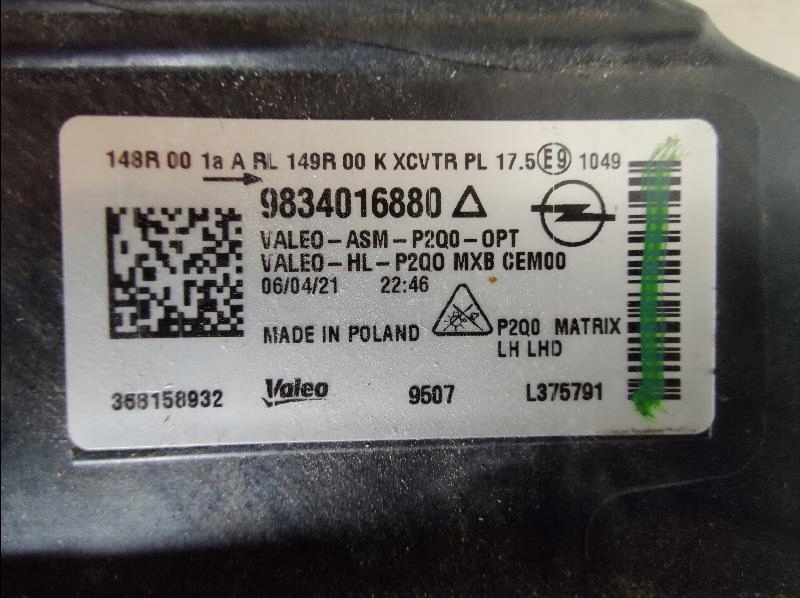 148R 00 1a A RL 149R 00 K XCVTR PL 17.5 E9 1049
9834016880
VALEO-ASM-P2Q0-OPT
VALEO-HL-P2Q0 MXB CEM00
06/04/21 22:46
MADE IN POLAND
P2Q0 MATRIX
LH LHD
368158932 Valeo 9507 L375791